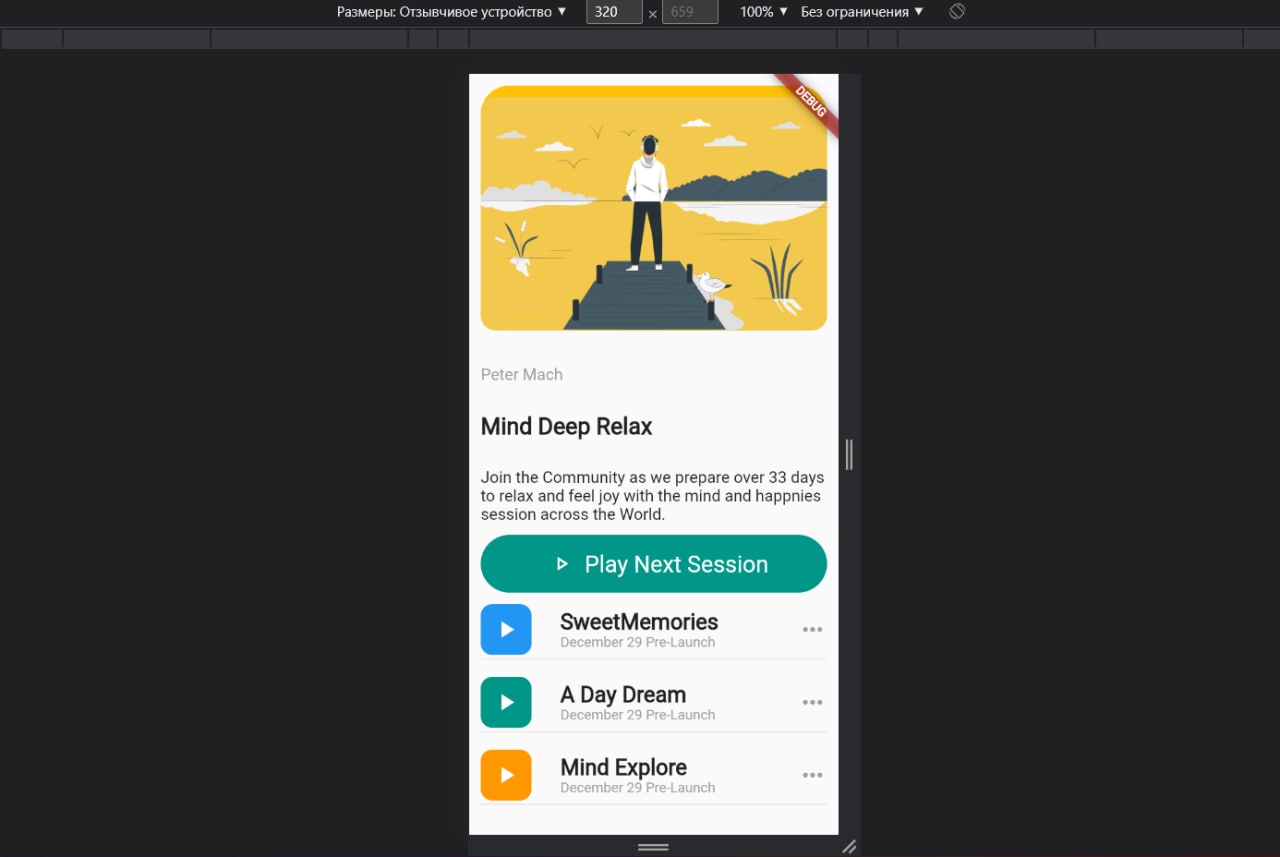 Размеры: Отзывчивое устройство ▼ 320 × 659 100% ▼ Без ограничения ▼
DEBUG
Peter Mach
Mind Deep Relax
Join the Community as we prepare over 33 days
to relax and feel joy with the mind and happnies
session across the World.
Play Next Session
SweetMemories
December 29 Pre-Launch
A Day Dream
December 29 Pre-Launch
Mind Explore
December 29 Pre-Launch